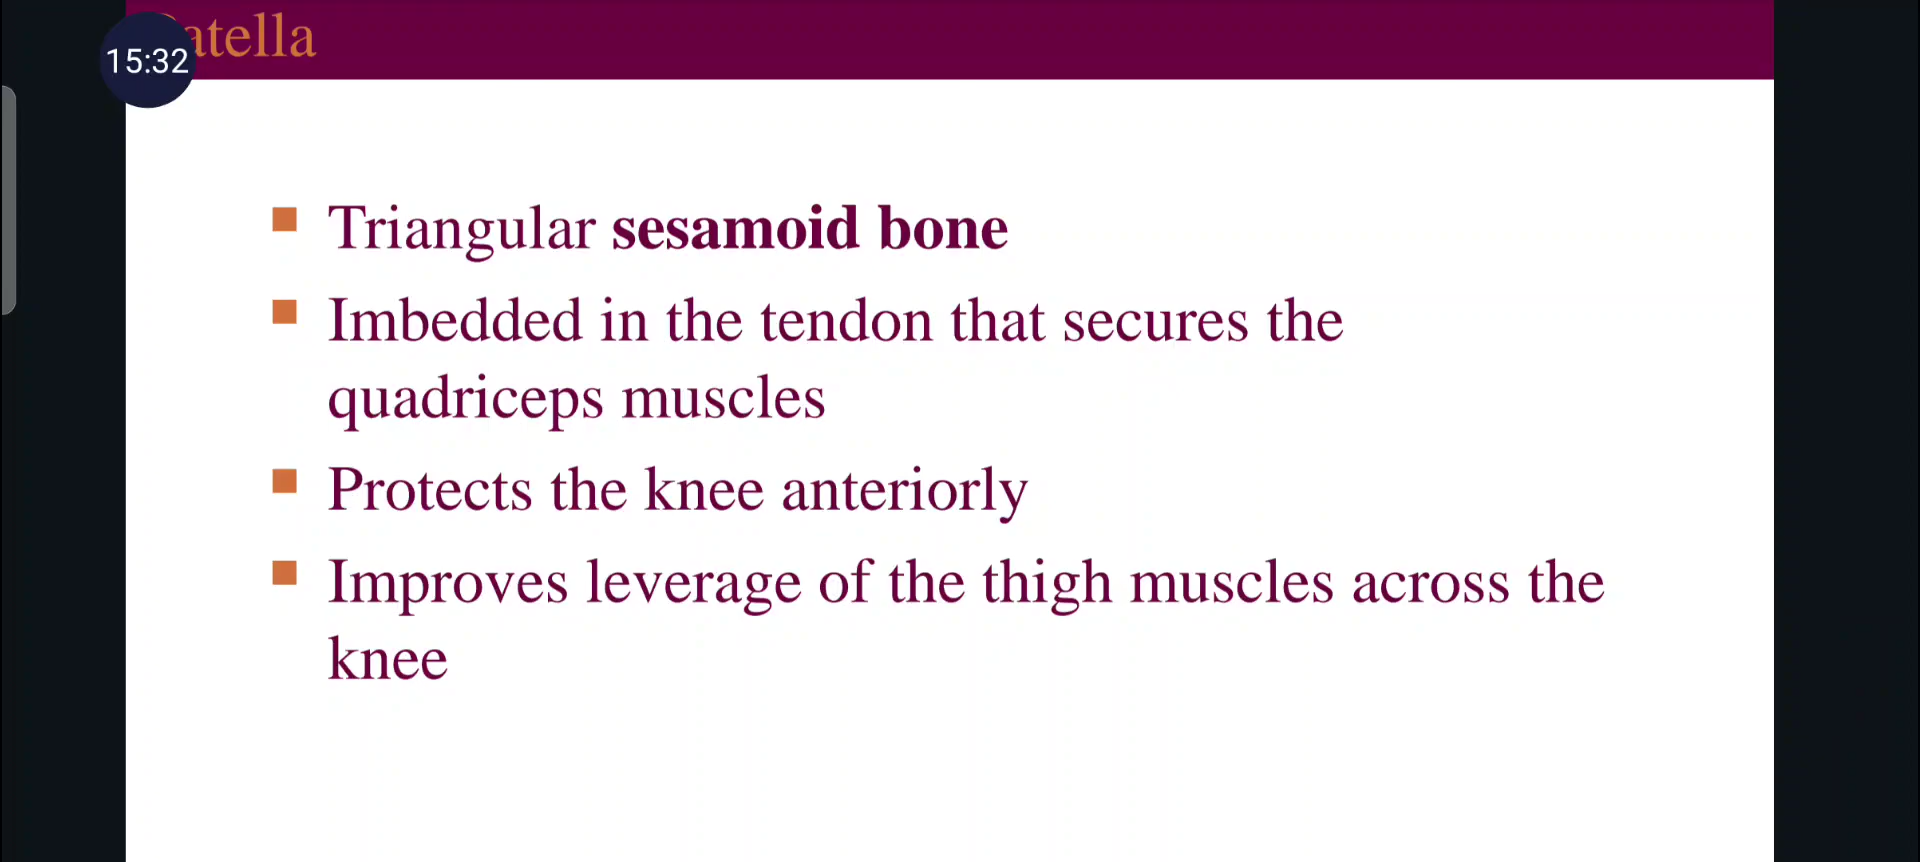 15:32
atella
Triangular sesamoid bone
Imbedded in the tendon that secures the
quadriceps muscles
Protects the knee anteriorly
Improves leverage of the thigh muscles across the
knee